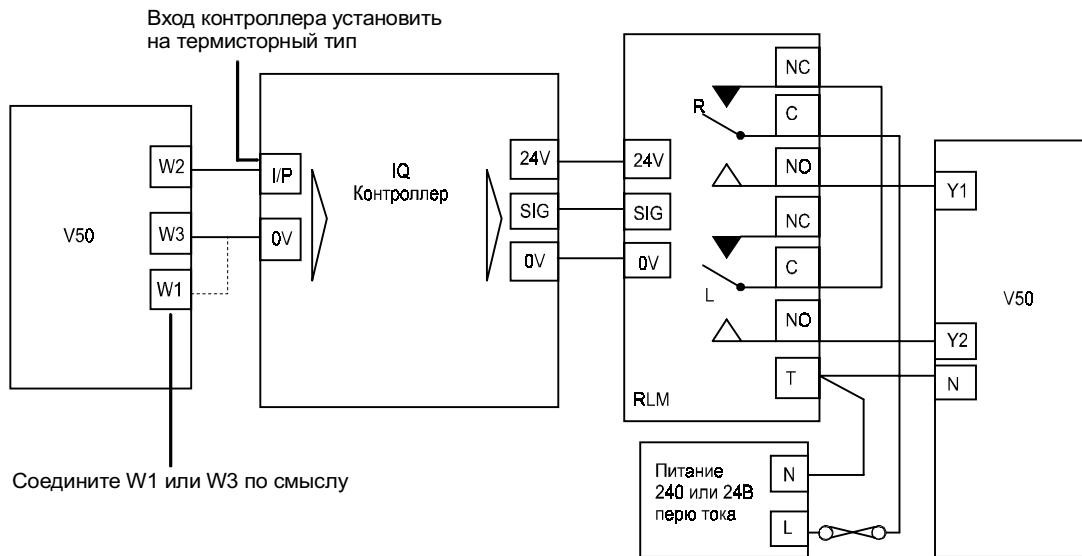 Вход контроллера установить
на термисторный тип
V50
W2
W3
W1
I/P
0V
IQ
Контроллер
24V
SIG
0V
24V
SIG
0V
R
L
RLM
NC
C
NO
NC
C
NO
T
Y1
Y2
N
V50
Соедините W1 или W3 по смыслу
Питание
240 или 24В
перю тока
N
L